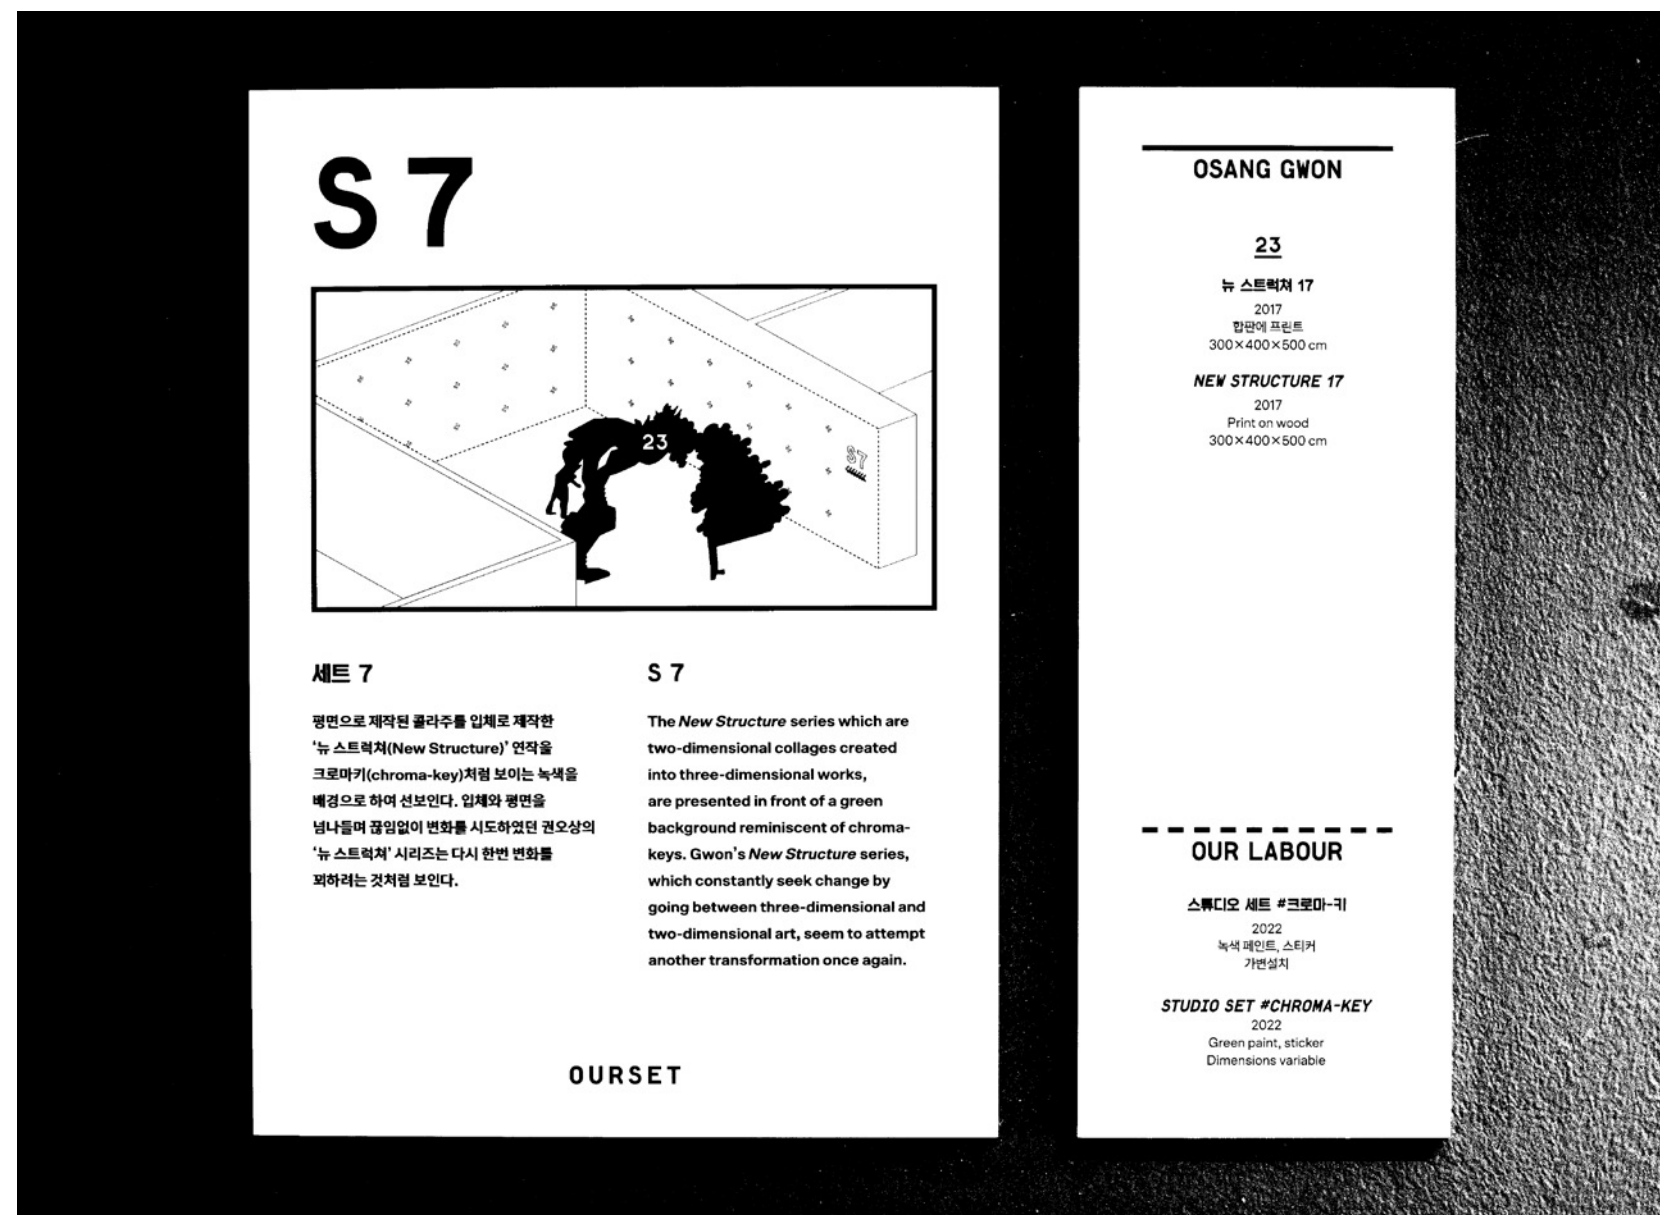 S 7
23
S7
세트 7
평면으로 제작된 콜라주를 입체로 제작한
‘뉴 스트럭쳐(New Structure)’ 연작을
크로마키(chroma-key)처럼 보이는 녹색을
배경으로 하여 선보인다. 입체와 평면을
넘나들며 끊임없이 변화를 시도하였던 권오상의
‘뉴 스트럭쳐’ 시리즈는 다시 한번 변화를
꾀하려는 것처럼 보인다.
S 7
The New Structure series which are
two-dimensional collages created
into three-dimensional works,
are presented in front of a green
background reminiscent of chroma-
keys. Gwon’s New Structure series,
which constantly seek change by
going between three-dimensional and
two-dimensional art, seem to attempt
another transformation once again.
OURSET
OSANG GWON
23
뉴 스트럭쳐 17
2017
합판에 프린트
300×400×500 cm
NEW STRUCTURE 17
2017
Print on wood
300×400×500 cm
OUR LABOUR
스튜디오 세트 #크로마-키
2022
녹색 페인트, 스티커
가변설치
STUDIO SET #CHROMA-KEY
2022
Green paint, sticker
Dimensions variable